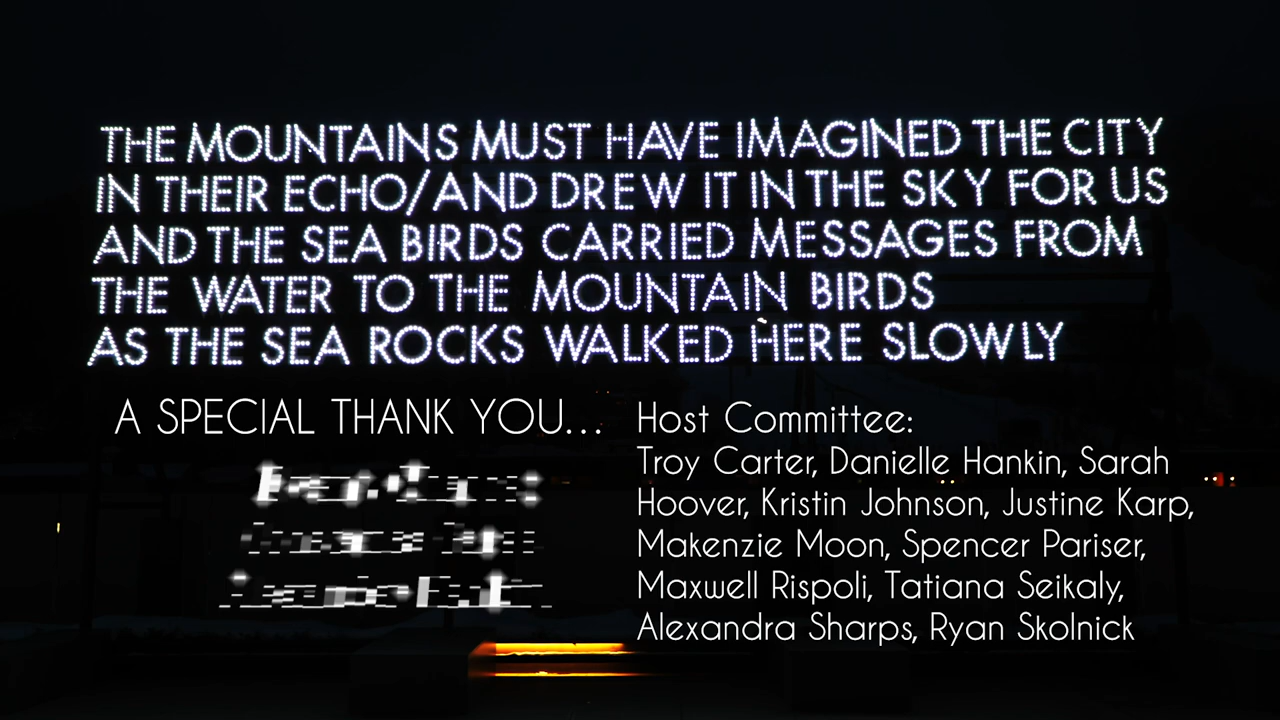 THE MOUNTAINS MUST HAVE IMAGINED THE CITY
IN THEIR ECHO/AND DREW IT IN THE SKY FOR US
AND THE SEA BIRDS CARRIED MESSAGES FROM
THE WATER TO THE MOUNTAIN BIRDS
AS THE SEA ROCKS WALKED HERE SLOWLY
A SPECIAL THANK YOU...
Host Committee:
Troy Carter, Danielle Hankin, Sarah
Hoover, Kristin Johnson, Justine Karp,
Makenzie Moon, Spencer Pariser,
Maxwell Rispoli, Tatiana Seikaly,
Alexandra Sharps, Ryan Skolnick